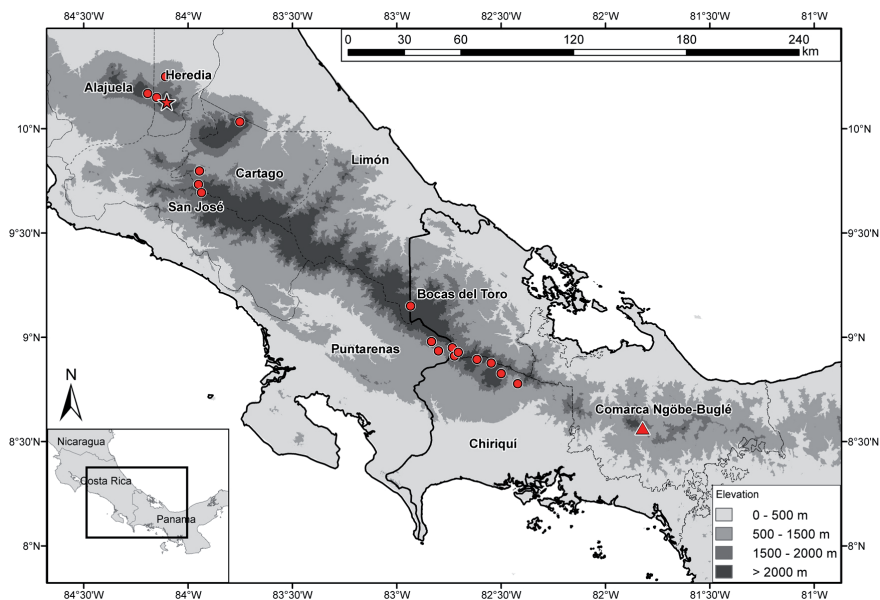 84°30'W 84°W 83°30'W 83°W 82°30'W 82°W 81°30'W 81°W
0 30 60 120 180 240
km
Heredia
Alajuela
10°N 10°N
Limón
Cartago
San José
9°30'N 9°30'N
Bocas del Toro
9°N 9°N
Puntarenas
N
Comarca Ngöbe-Buglé
8°30'N 8°30'N
Chiriquí
Nicaragua
Costa Rica
Panama
Elevation
0 - 500 m
500 - 1500 m
1500 - 2000 m
> 2000 m
8°N 8°N
84°30'W 84°W 83°30'W 83°W 82°30'W 82°W 81°30'W 81°W